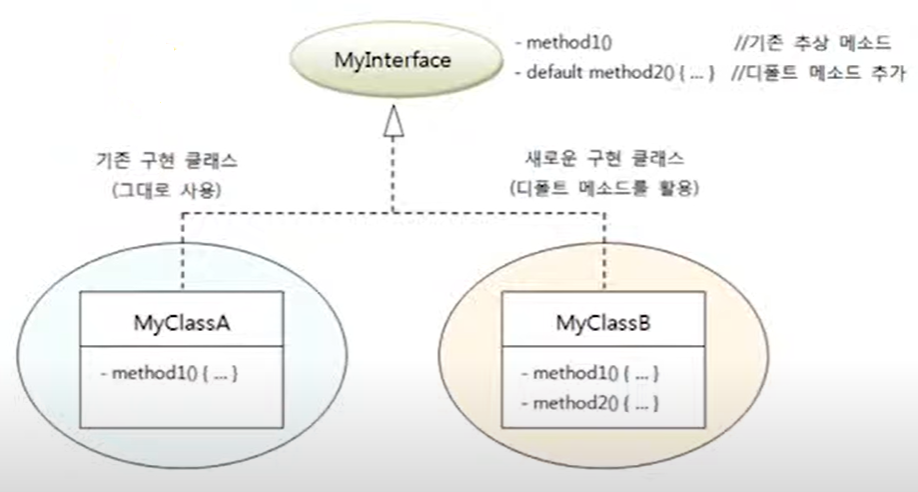 MyInterface
- method1() //기존 추상 메소드
- default method2() { ... } //디폴트 메소드 추가
기존 구현 클래스
(그대로 사용)
새로운 구현 클래스
(디폴트 메소드를 활용)
MyClassA
- method1() { ... }
MyClassB
- method1() { ... }
- method2() { ... }